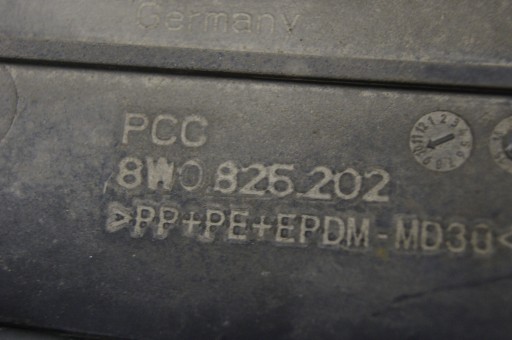 Germany
PCC
8W0.825.202
>PP+PE+EPDM-MD30<